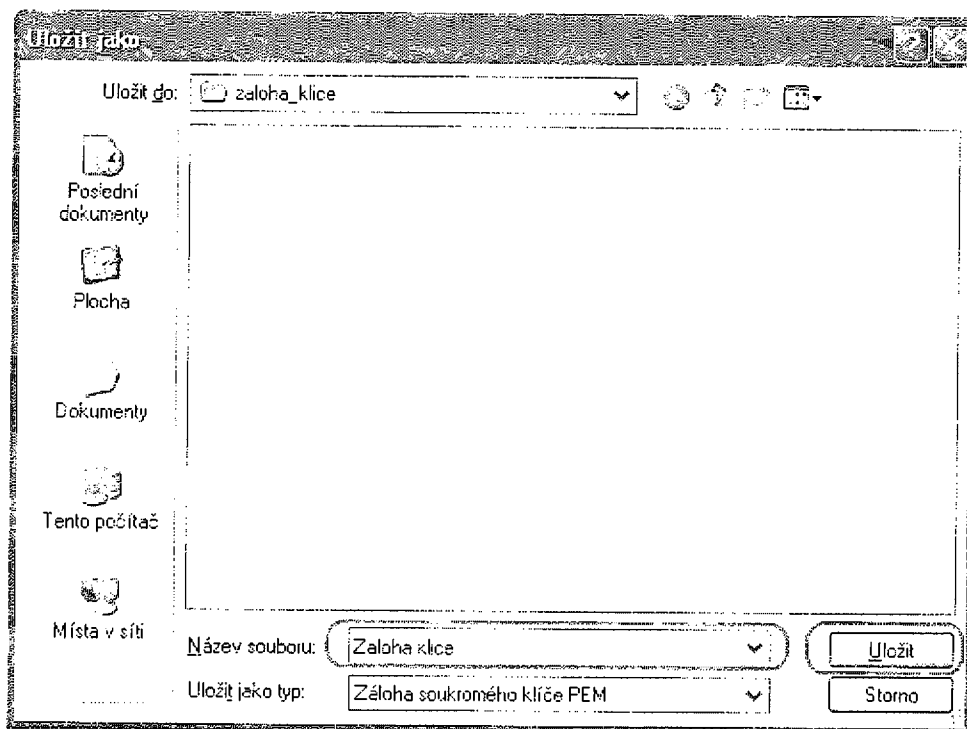 Uložit jako
Uložit do: zaloha_klice
Poslední
dokumenty
Plocha
Dokumenty
Tento počítač
Místa v síti
Název souboru: Zaloha klice
Uložit
Uložit jako typ: Záloha soukromého klíče PEM
Storno